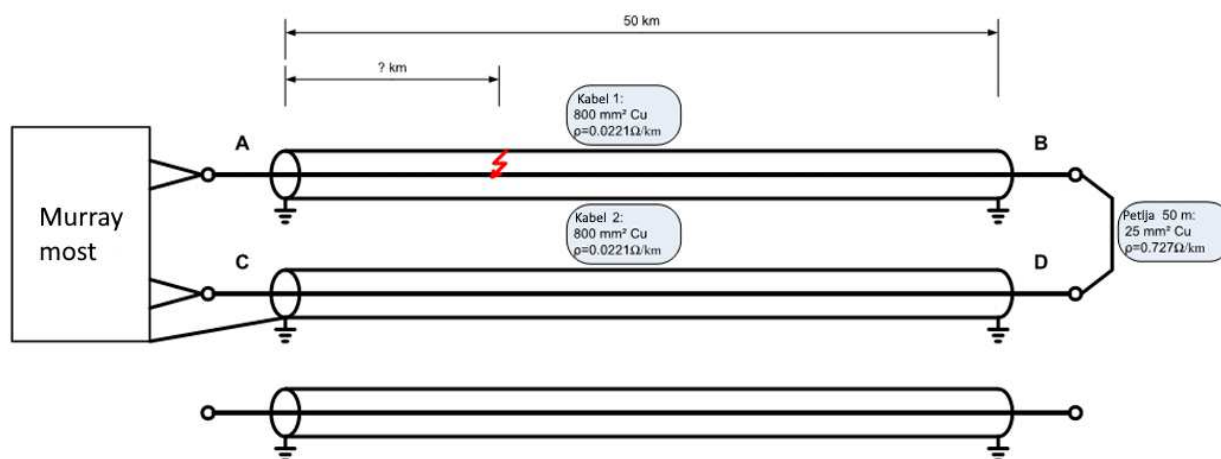 50 km
? km
Kabel 1:
800 mm² Cu
ρ=0.0221Ω/km
A
B
Murray
most
Petlja 50 m:
25 mm² Cu
ρ=0.727Ω/km
Kabel 2:
800 mm² Cu
ρ=0.0221Ω/km
C
D